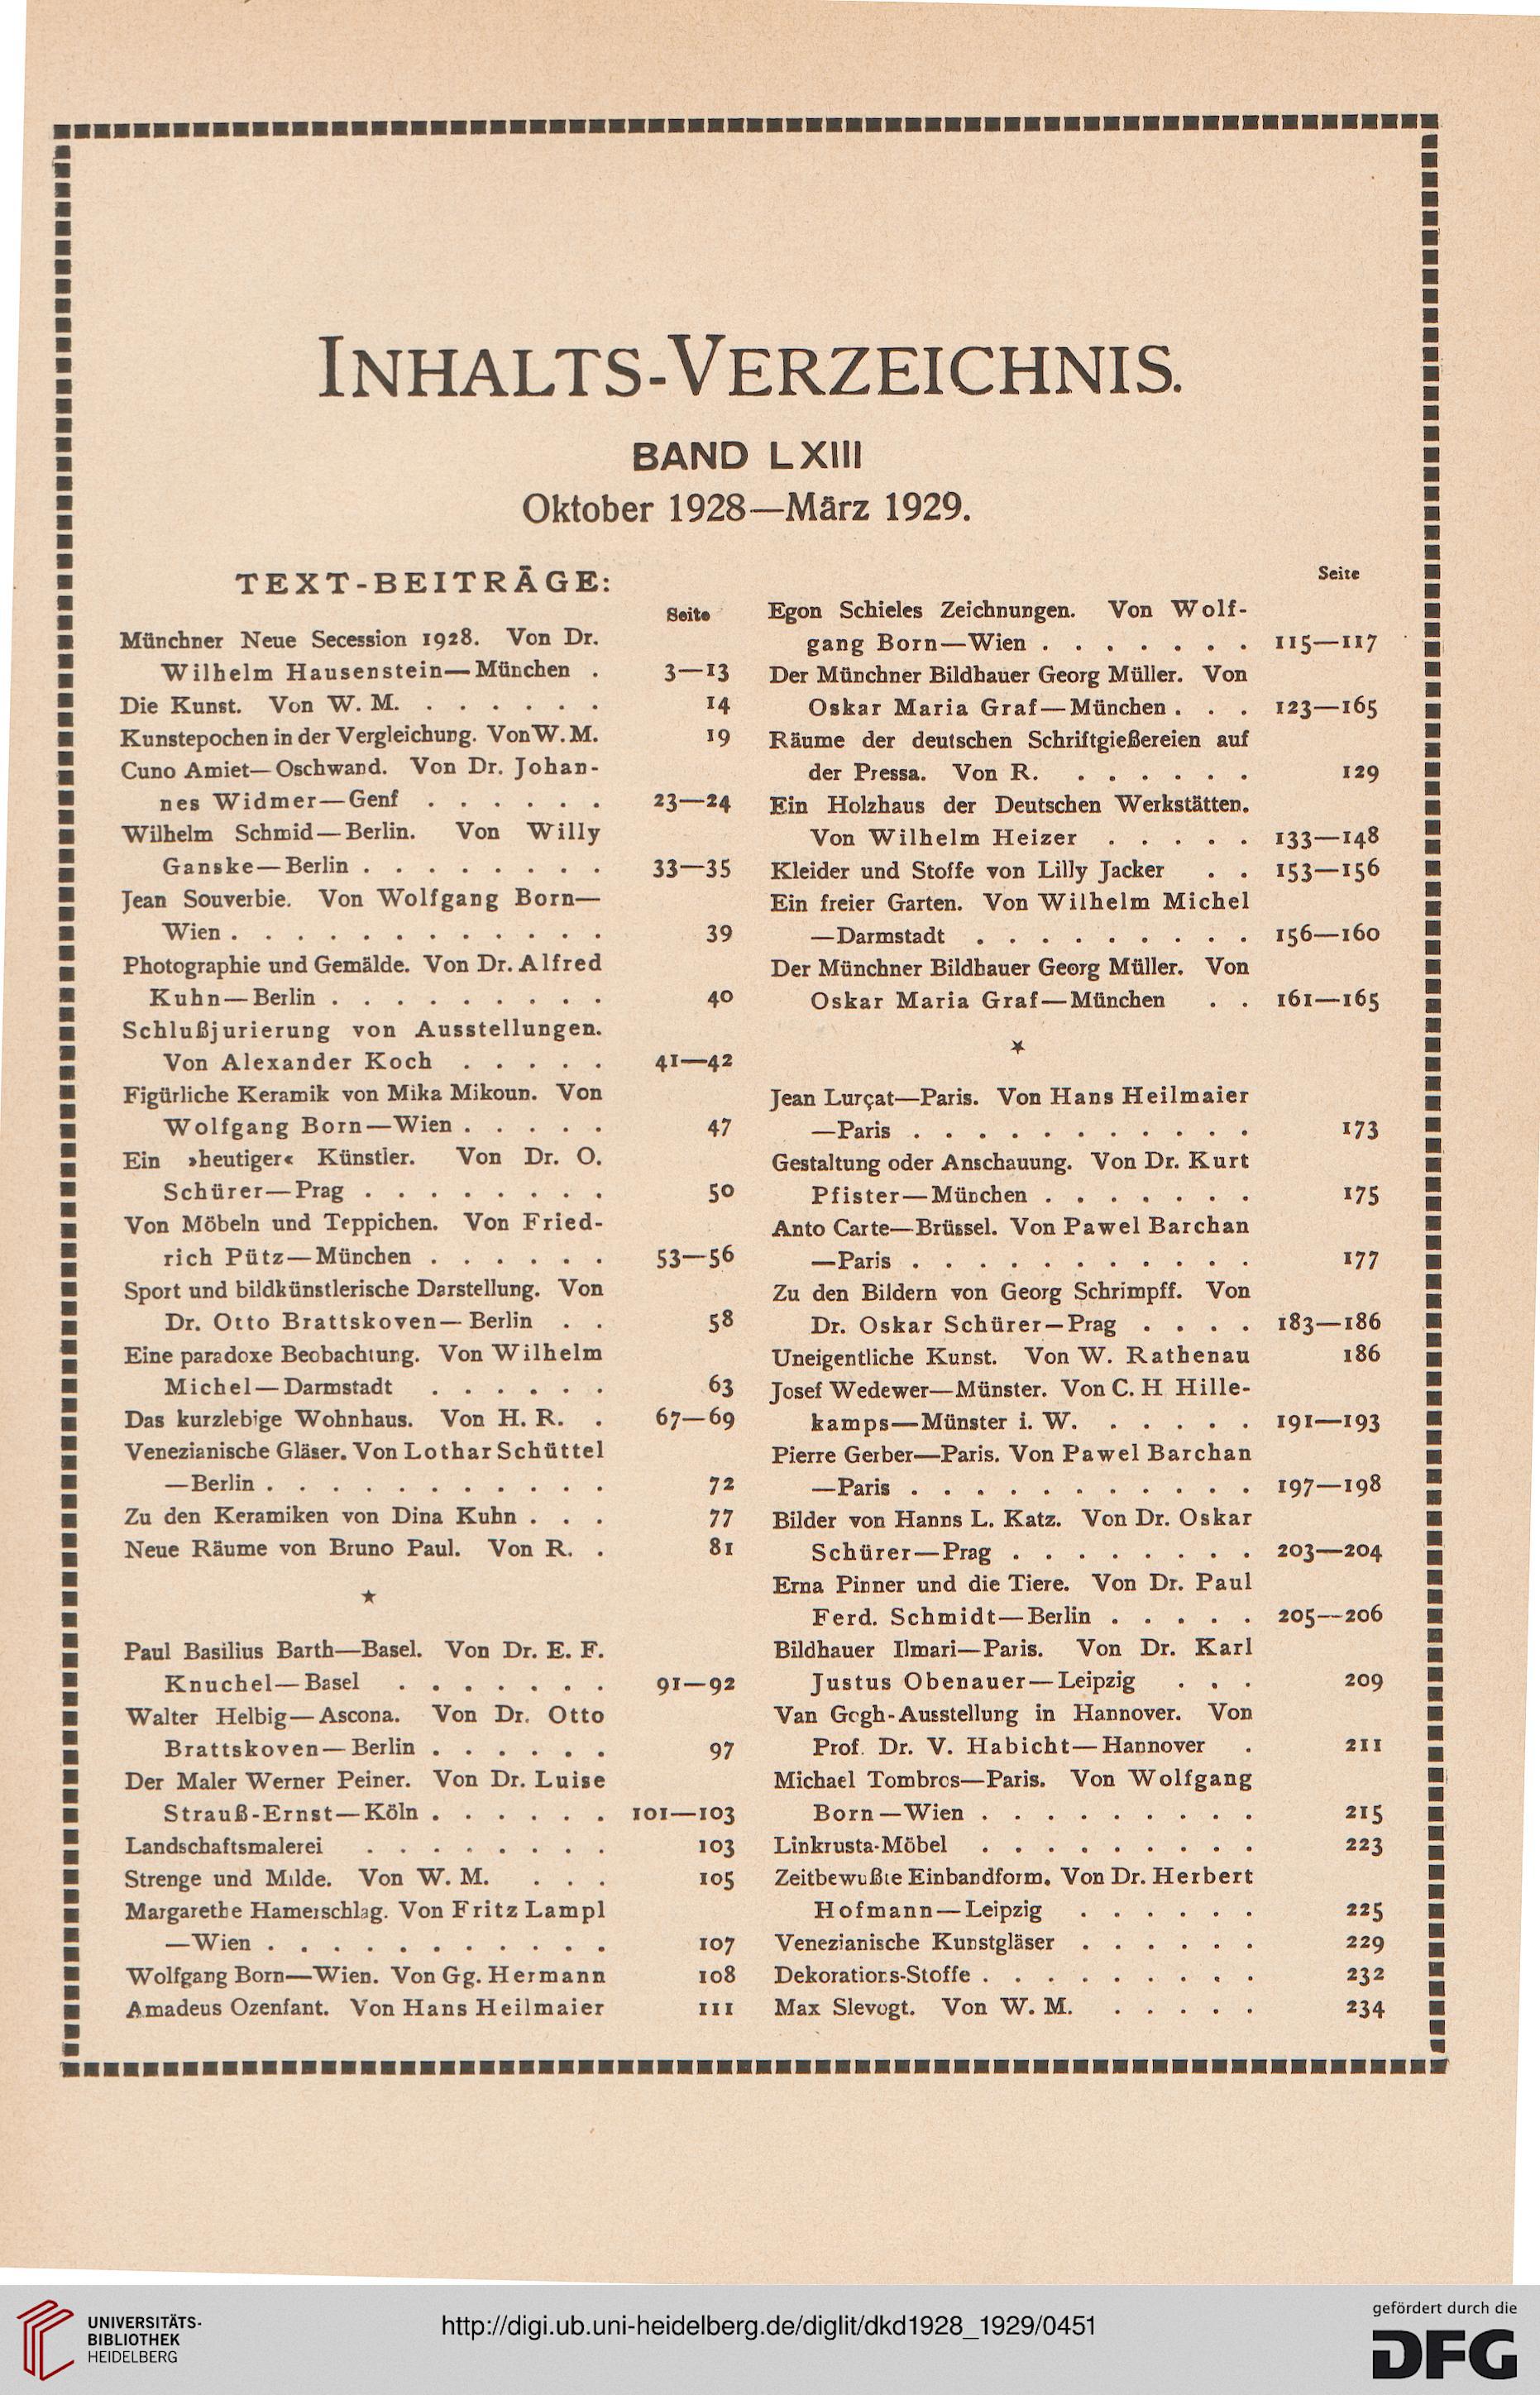 INHALTS-VERZEICHNIS.
BAND LXIII
Oktober 1928—März 1929.
TEXT-BEITRÄGE:
Seite
Münchner Neue Secession 1928. Von Dr.
Wilhelm Hausenstein—München . 3—13
Die Kunst. Von W. M. . . . . . . 14
Kunstepochen in der Vergleichung. Von W. M. 19
Cuno Amiet—Oschwand. Von Dr. Johan-
nes Widmer—Genf . . . . . . 23—24
Wilhelm Schmid—Berlin. Von Willy
Ganske—Berlin . . . . . . . . 33—35
Jean Souverbie. Von Wolfgang Born—
Wien . . . . . . . . . . . . 39
Photographie und Gemälde. Von Dr. Alfred
Kuhn—Berlin . . . . . . . . . 40
Schlußjurierung von Ausstellungen.
Von Alexander Koch . . . . . 41—42
Figürliche Keramik von Mika Mikoun. Von
Wolfgang Born—Wien . . . . . 47
Ein »heutiger« Künstler. Von Dr. O.
Schürer—Prag . . . . . . . . 50
Von Möbeln und Teppichen. Von Fried-
rich Pütz—München . . . . . . 53—56
Sport und bildkünstlerische Darstellung. Von
Dr. Otto Brattskoven—Berlin . . 58
Eine paradoxe Beobachtung. Von Wilhelm
Michel—Darmstadt . . . . . . 63
Das kurzlebige Wohnhaus. Von H. R. . 67—69
Venezianische Gläser. Von Lothar Schüttel
—Berlin . . . . . . . . . . . 72
Zu den Keramiken von Dina Kuhn . . . 77
Neue Räume von Bruno Paul. Von R. . 81
★
Paul Basilius Barth—Basel. Von Dr. E. F.
Knuchel—Basel . . . . . . . 91—92
Walter Helbig—Ascona. Von Dr. Otto
Brattskoven—Berlin . . . . . . 97
Der Maler Werner Peiner. Von Dr. Luise
Strauß-Ernst—Köln . . . . . . 101—103
Landschaftsmalerei . . . . . . . . 103
Strenge und Milde. Von W. M. . . . 105
Margarethe Hamerschlag. Von Fritz Lampl
—Wien . . . . . . . . . . . 107
Wolfgang Born—Wien. Von Gg. Hermann 108
Amadeus Ozenfant. Von Hans Heilmaier 111
Seite
Egon Schieles Zeichnungen. Von Wolf-
gang Born—Wien . . . . . . . 115—117
Der Münchner Bildhauer Georg Müller. Von
Oskar Maria Graf—München . . . 123—165
Räume der deutschen Schriftgießereien auf
der Pressa. Von R. . . . . . . 129
Ein Holzhaus der Deutschen Werkstätten.
Von Wilhelm Heizer . . . . . 133—148
Kleider und Stoffe von Lilly Jacker . . 153—156
Ein freier Garten. Von Wilhelm Michel
—Darmstadt . . . . . . . . . 156—160
Der Münchner Bildhauer Georg Müller. Von
Oskar Maria Graf—München . . 161—165
★
Jean Lurçat—Paris. Von Hans Heilmaier
—Paris . . . . . . . . . . . 173
Gestaltung oder Anschauung. Von Dr. Kurt
Pfister—München . . . . . . . 175
Anto Carte—Brüssel. Von Pawel Barchan
—Paris . . . . . . . . . . . 177
Zu den Bildern von Georg Schrimpff. Von
Dr. Oskar Schürer—Prag . . . . 183—186
Uneigentliche Kunst. Von W. Rathenau 186
Josef Wedewer—Münster. Von C. H Hille-
kamps—Münster i. W. . . . . . 191—193
Pierre Gerber—Paris. Von Pawel Barchan
—Paris . . . . . . . . . . . 197—198
Bilder von Hanns L. Katz. Von Dr. Oskar
Schürer—Prag . . . . . . . . 203—204
Erna Pinner und die Tiere. Von Dr. Paul
Ferd. Schmidt—Berlin . . . . . 205—206
Bildhauer Ilmari—Paris. Von Dr. Karl
Justus Obenauer—Leipzig . . . 209
Van Gogh-Ausstellung in Hannover. Von
Prof. Dr. V. Habicht—Hannover . 211
Michael Tombros—Paris. Von Wolfgang
Born—Wien . . . . . . . . . 215
Linkrusta-Möbel . . . . . . . . . 223
Zeitbewußte Einbandform. Von Dr. Herbert
Hofmann—Leipzig . . . . . . 225
Venezianische Kunstgläser . . . . . . 229
Dekorations-Stoffe . . . . . . . . . 232
Max Slevogt. Von W. M. . . . . . 234
UNIVERSITÄTS-
BIBLIOTHEK
HEIDELBERG
http://digi.ub.uni-heidelberg.de/diglit/dkd1928_1929/0451
gefördert durch die
DFG